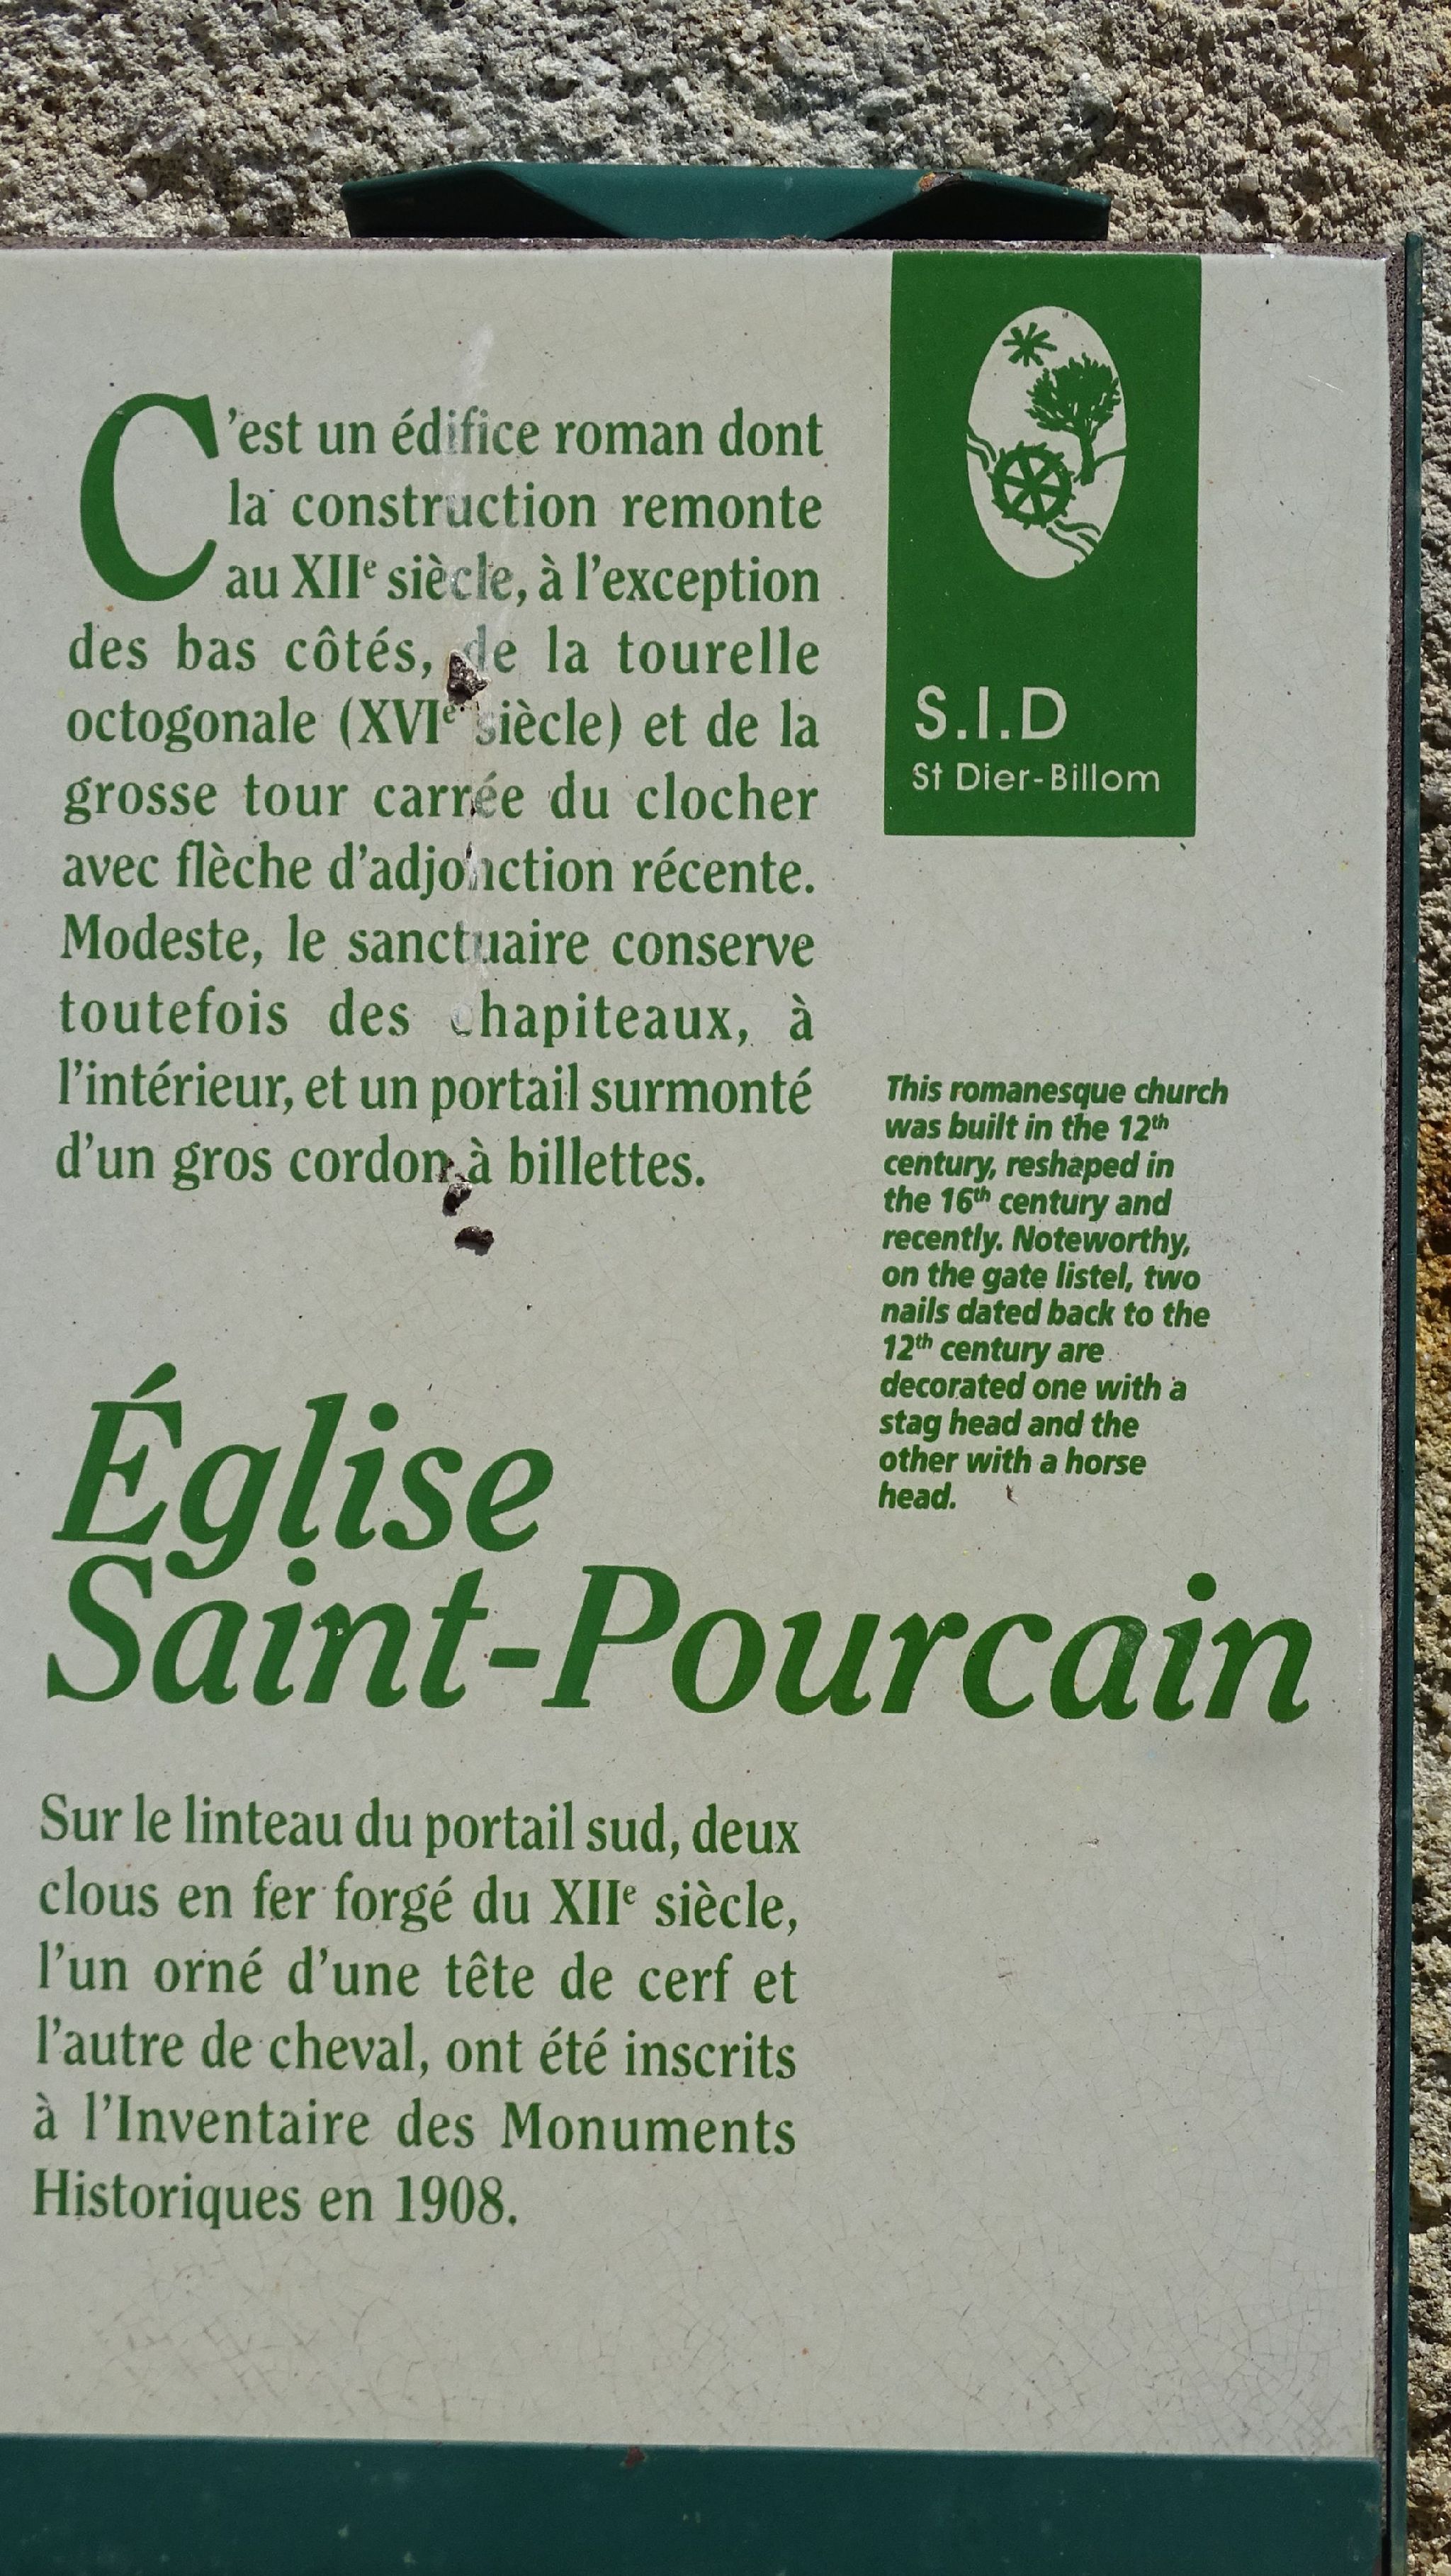 C'est un édifice roman dont
la construction remonte
au XIIe siècle, à l'exception
des bas côtés, de la tourelle
octogonale (XVIe siècle) et de la
grosse tour carrée du clocher
avec flèche d'adjonction récente.
Modeste, le sanctuaire conserve
toutefois des chapiteaux, à
l'intérieur, et un portail surmonté
d'un gros cordon à billettes.
S.I.D
St Dier-Billom
This romanesque church
was built in the 12th
century, reshaped in
the 16th century and
recently. Noteworthy,
on the gate listel, two
nails dated back to the
12th century are
decorated one with a
stag head and the
other with a horse
head.
Église
Saint-Pourcain
Sur le linteau du portail sud, deux
clous en fer forgé du XIIe siècle,
l'un orné d'une tête de cerf et
l'autre de cheval, ont été inscrits
à l'Inventaire des Monuments
Historiques en 1908.